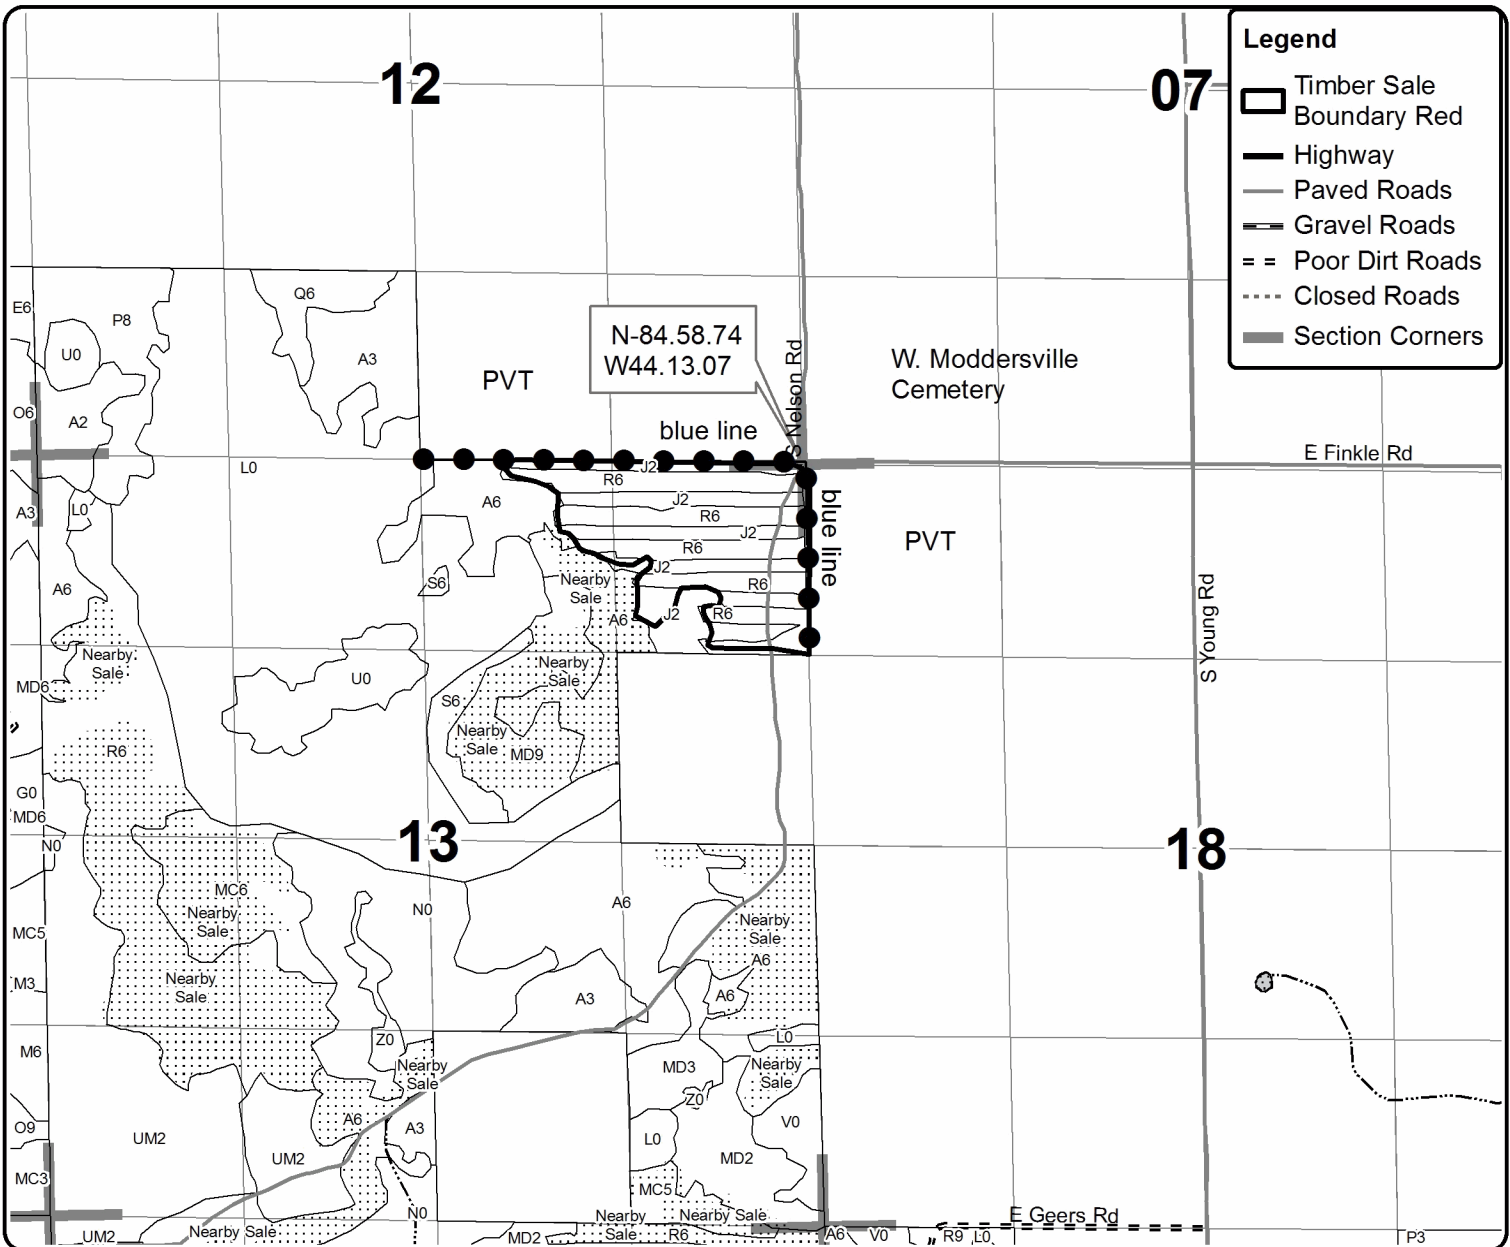 12
07
Legend
Timber Sale
Boundary Red
Highway
Paved Roads
Gravel Roads
Poor Dirt Roads
Closed Roads
Section Corners
E6
P8
Q6
U0
A3
N-84.58.74
W44.13.07
S Nelson Rd
W. Moddersville
Cemetery
PVT
O6
A2
blue line
L0
J2
E Finkle Rd
R6
A6
J2
A3
L0
R6
blue line
J2
PVT
R6
J2
S6
Nearby
Sale
R6
A6
A6
J2
R6
S Young Rd
Nearby
Sale
Nearby
Sale
U0
MD6
S6
Nearby
Sale
MD9
R6
G0
MD6
N0
13
18
MC6
Nearby
Sale
N0
A6
Nearby
Sale
MC5
A6
M3
Nearby
Sale
A3
A6
Z0
L0
M6
Nearby
Sale
MD3
Nearby
Sale
Z0
A6
A3
V0
O9
UM2
L0
UM2
MD2
MC3
MC5
N0
Nearby
Sale
Nearby Sale
E Geers Rd
UM2
Nearby Sale
MD2
R6
A6
V0
R9
L0
P3